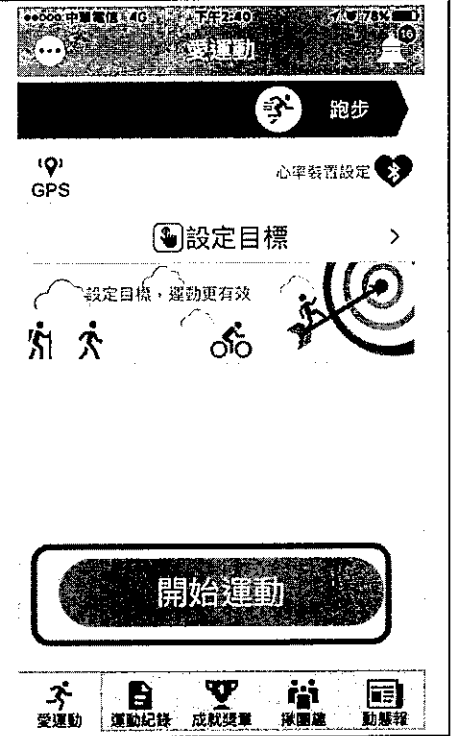 中華電信 4G 下午2:40 78%
愛運動
16
跑步
GPS
心率裝置設定
設定目標 >
設定目標，運動更有效
開始運動
愛運動 運動紀錄 成就獎章 揪團趣 動態報